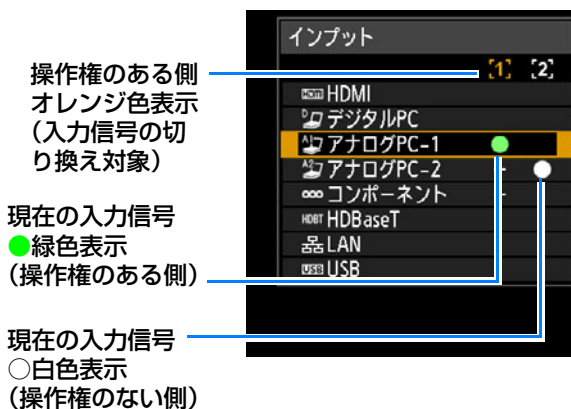 操作権のある側
オレンジ色表示
(入力信号の切
り換え対象)
現在の入力信号
●緑色表示
(操作権のある側)
現在の入力信号
○白色表示
(操作権のない側)
インプット
[1] [2]
HDMI HDMI
D デジタルPC
A1 アナログPC-1
A2 アナログPC-2 -
コンポーネント -
HDBT HDBaseT
LAN
USB USB